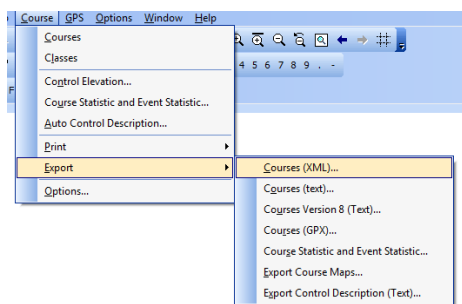 Course GPS Options Window Help
Courses
Classes
4 5 6 7 8 9 . -
Control Elevation...
F
Course Statistic and Event Statistic...
Auto Control Description...
Print
Export
Courses (XML)...
Options...
Courses (text)...
Courses Version 8 (Text)...
Courses (GPX)...
Course Statistic and Event Statistic...
Export Course Maps...
Export Control Description (Text)...